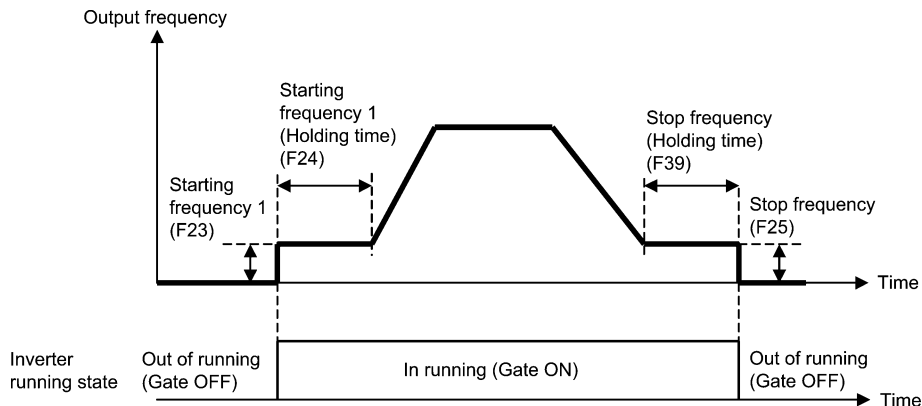 Output frequency
Starting
frequency 1
(Holding time)
(F24)
Stop frequency
(Holding time)
(F39)
Starting
frequency 1
(F23)
Stop frequency
(F25)
Time
Inverter
running state
Out of running
(Gate OFF)
In running (Gate ON)
Out of running
(Gate OFF)
Time